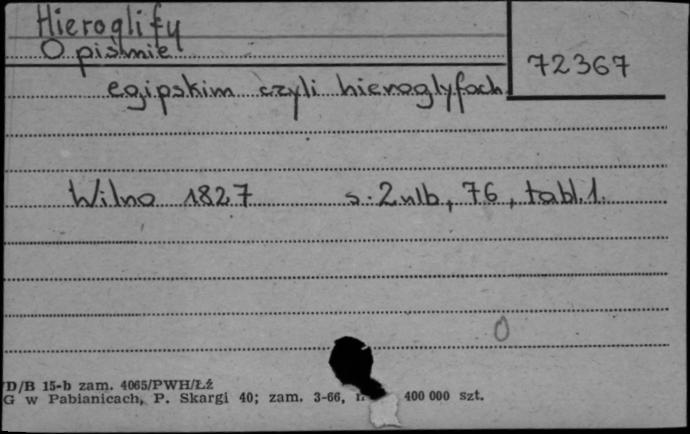 Hieroglify
O piśmie
72367
egipskim czyli hieroglyfach
Wilno 1827 s. 2 nlb, 76, tabl. 1.
0
D/B 15-b zam. 4065/PWH/Łź
G w Pabianicach, P. Skargi 40; zam. 3-66, 400 000 szt.